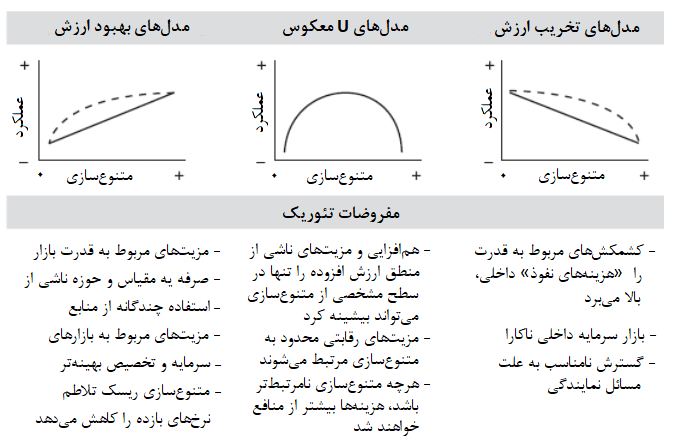 مدل‌های تخریب ارزش
مدل‌های U معکوس
مدل‌های بهبود ارزش
+
عملکرد
−
۰
متنوع‌سازی
+
+
عملکرد
−
۰
متنوع‌سازی
+
+
عملکرد
−
۰
متنوع‌سازی
+
مفروضات تئوریک
- کشمکش‌های مربوط به قدرت
را «هزینه‌های نفوذ» داخلی،
بالا می‌برد
- بازار سرمایه داخلی ناکارا
- گسترش نامناسب به علت
مسائل نمایندگی
- هم‌افزایی و مزیت‌های ناشی از
منطق ارزش افزوده را تنها در
سطح مشخصی از متنوع‌سازی
می‌تواند بیشینه کرد
- مزیت‌های رقابتی محدود به
متنوع‌سازی مرتبط می‌شوند
- هرچه متنوع‌سازی نامرتبط‌تر
باشد، هزینه‌ها بیشتر از منافع
خواهند شد
- مزیت‌های مربوط به قدرت بازار
- صرفه یه مقیاس و حوزه ناشی از
استفاده چندگانه از منابع
- مزیت‌های مربوط به بازارهای
سرمایه و تخصیص بهینه‌تر
- متنوع‌سازی ریسک تلاطم
نرخ‌های بازده را کاهش می‌دهد